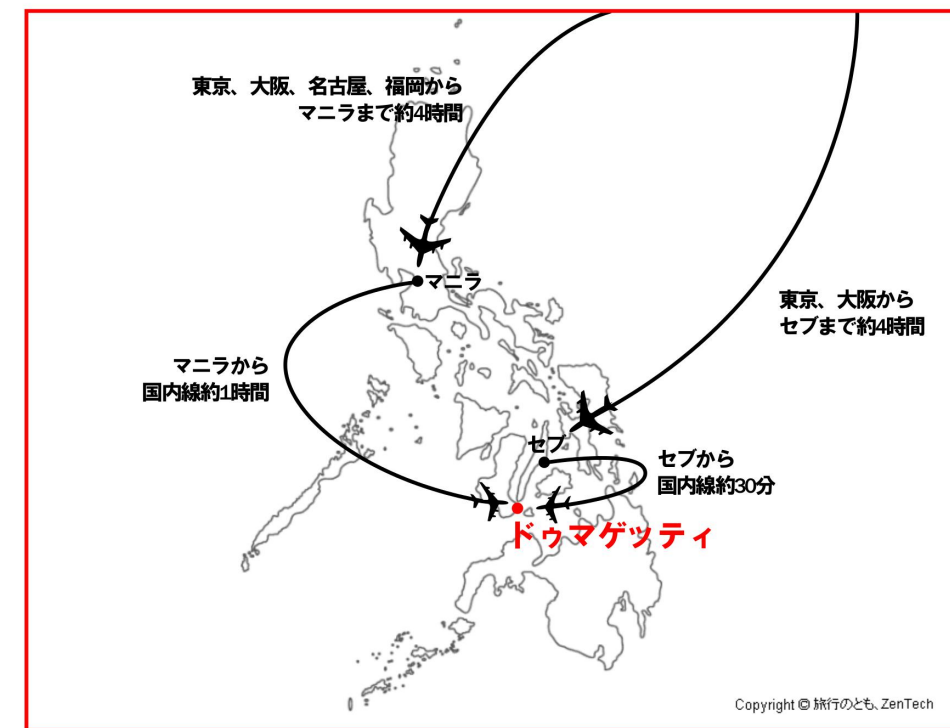 東京、大阪、名古屋、福岡から
マニラまで約4時間
マニラ
東京、大阪から
セブまで約4時間
マニラから
国内線約1時間
セブ
セブから
国内線約30分
ドゥマゲッティ
Copyright © 旅行のとも、ZenTech